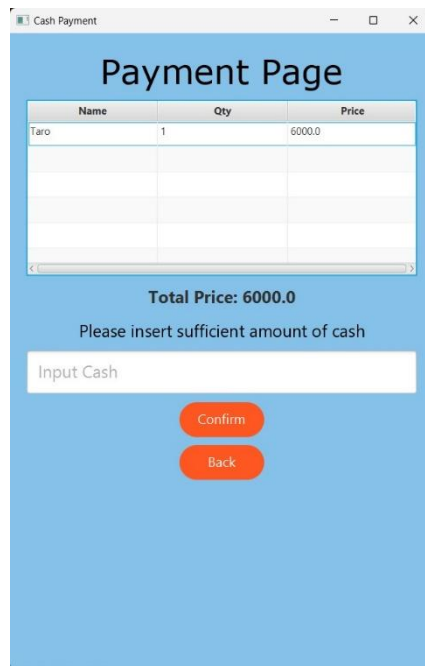 Cash Payment
Payment Page
Name Qty Price
Taro 1 6000.0
Total Price: 6000.0
Please insert sufficient amount of cash
Input Cash
Confirm
Back